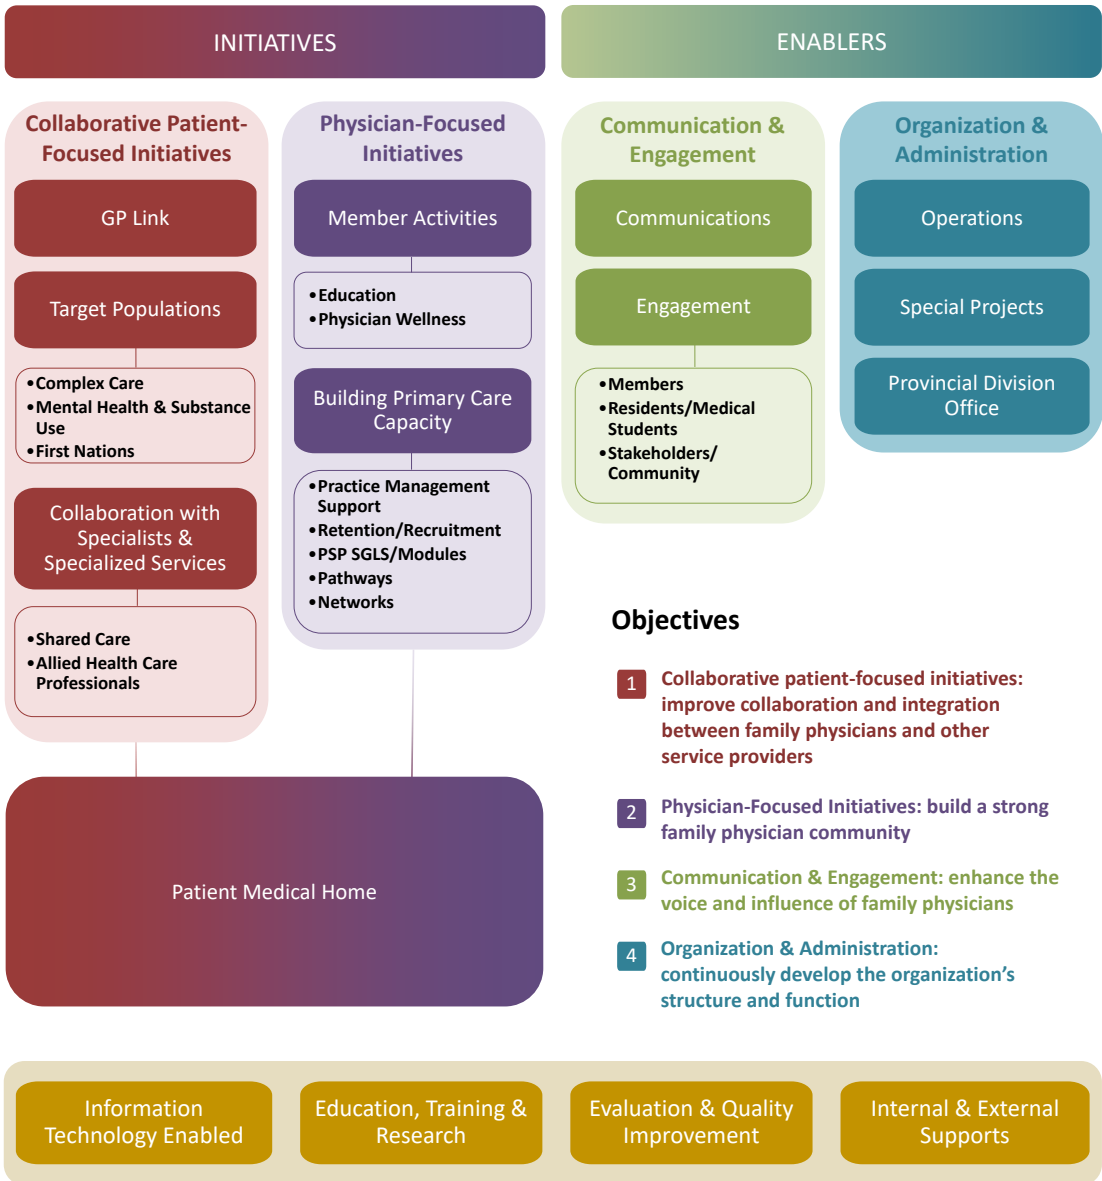 INITIATIVES
ENABLERS
Collaborative Patient-
Focused Initiatives
GP Link
Target Populations
•Complex Care
•Mental Health & Substance
Use
•First Nations
Collaboration with
Specialists &
Specialized Services
•Shared Care
•Allied Health Care
Professionals
Physician-Focused
Initiatives
Member Activities
•Education
•Physician Wellness
Building Primary Care
Capacity
•Practice Management
Support
•Retention/Recruitment
•PSP SGLS/Modules
•Pathways
•Networks
Patient Medical Home
Communication &
Engagement
Communications
Engagement
•Members
•Residents/Medical
Students
•Stakeholders/
Community
Organization &
Administration
Operations
Special Projects
Provincial Division
Office
Objectives
1
Collaborative patient-focused initiatives:
improve collaboration and integration
between family physicians and other
service providers
2
Physician-Focused Initiatives: build a strong
family physician community
3
Communication & Engagement: enhance the
voice and influence of family physicians
4
Organization & Administration:
continuously develop the organization’s
structure and function
Information
Technology Enabled
Education, Training &
Research
Evaluation & Quality
Improvement
Internal & External
Supports